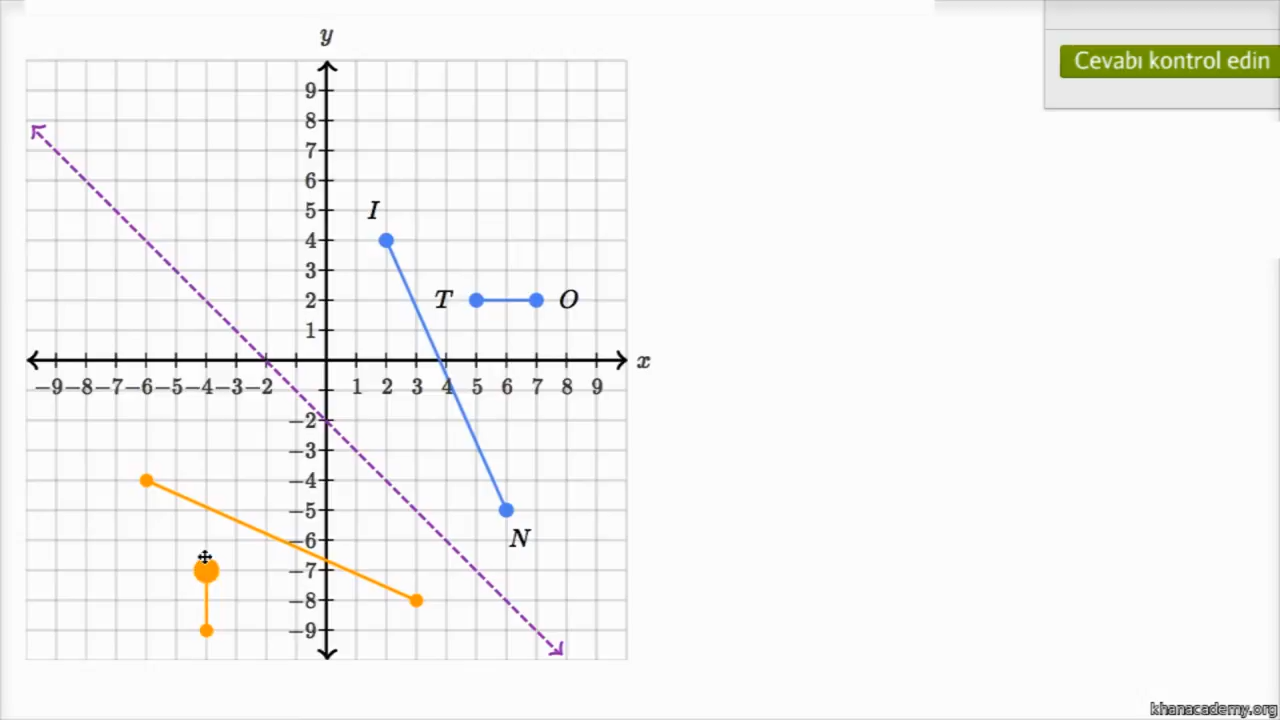 Cevabı kontrol edin
y
9
8
7
6
I
5
4
3
T 2 O
1
x
−9 −8 −7 −6 −5 −4 −3 −2 1 2 3 4 5 6 7 8 9
−2
−3
−4
−5
N
−6
−7
−8
−9
khanacademy.org